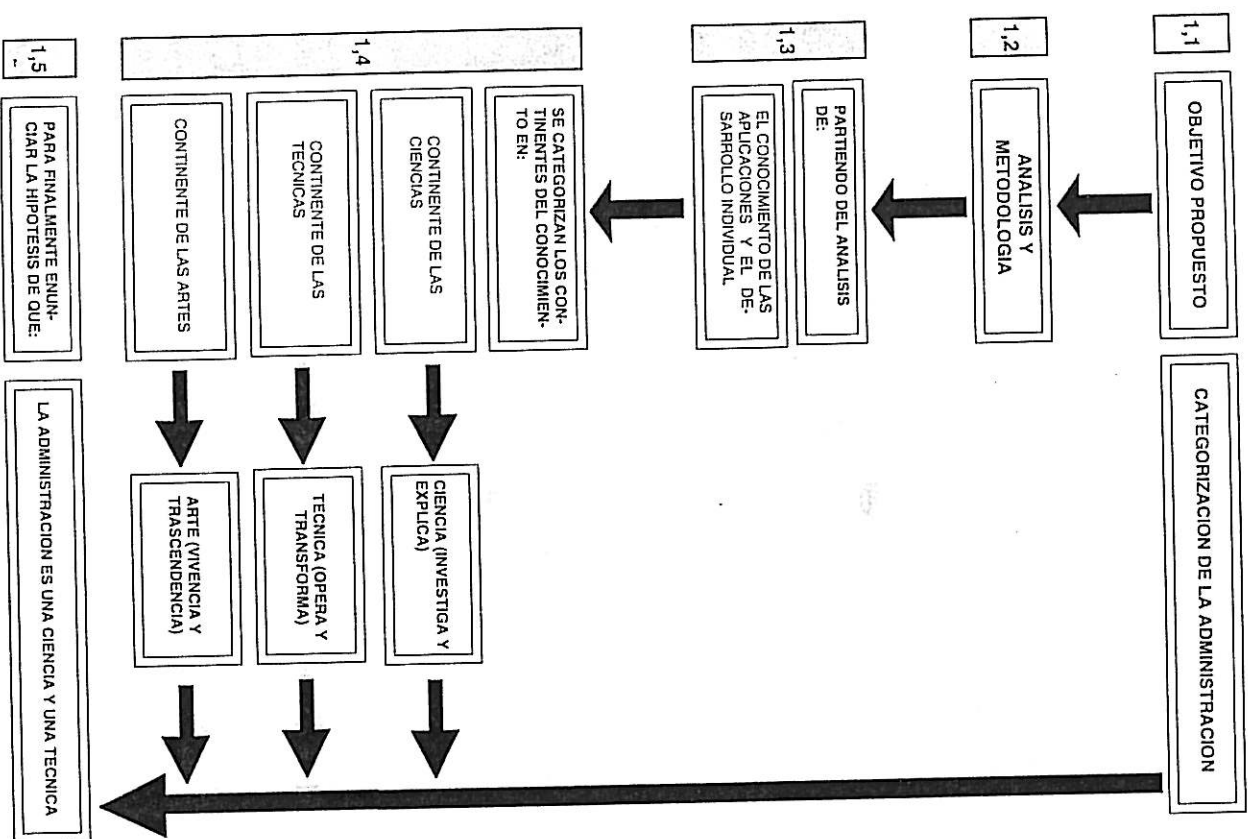 1,1
OBJETIVO PROPUESTO
CATEGORIZACION DE LA ADMINISTRACION
1,2
ANALISIS Y
METODOLOGIA
1,3
PARTIENDO DEL ANALISIS
DE:
EL CONOCIMIENTO DE LAS
APLICACIONES Y EL DE-
SARROLLO INDIVIDUAL
1,4
SE CATEGORIZAN LOS CON-
TINENTES DEL CONOCIMIEN-
TO EN:
CONTINENTE DE LAS
CIENCIAS
CIENCIA (INVESTIGA Y
EXPLICA)
CONTINENTE DE LAS
TECNICAS
TECNICA (OPERA Y
TRANSFORMA)
CONTINENTE DE LAS ARTES
ARTE (VIVENCIA Y
TRASCENDENCIA)
1,5
PARA FINALMENTE ENUN-
CIAR LA HIPOTESIS DE QUE:
LA ADMINISTRACION ES UNA CIENCIA Y UNA TECNICA